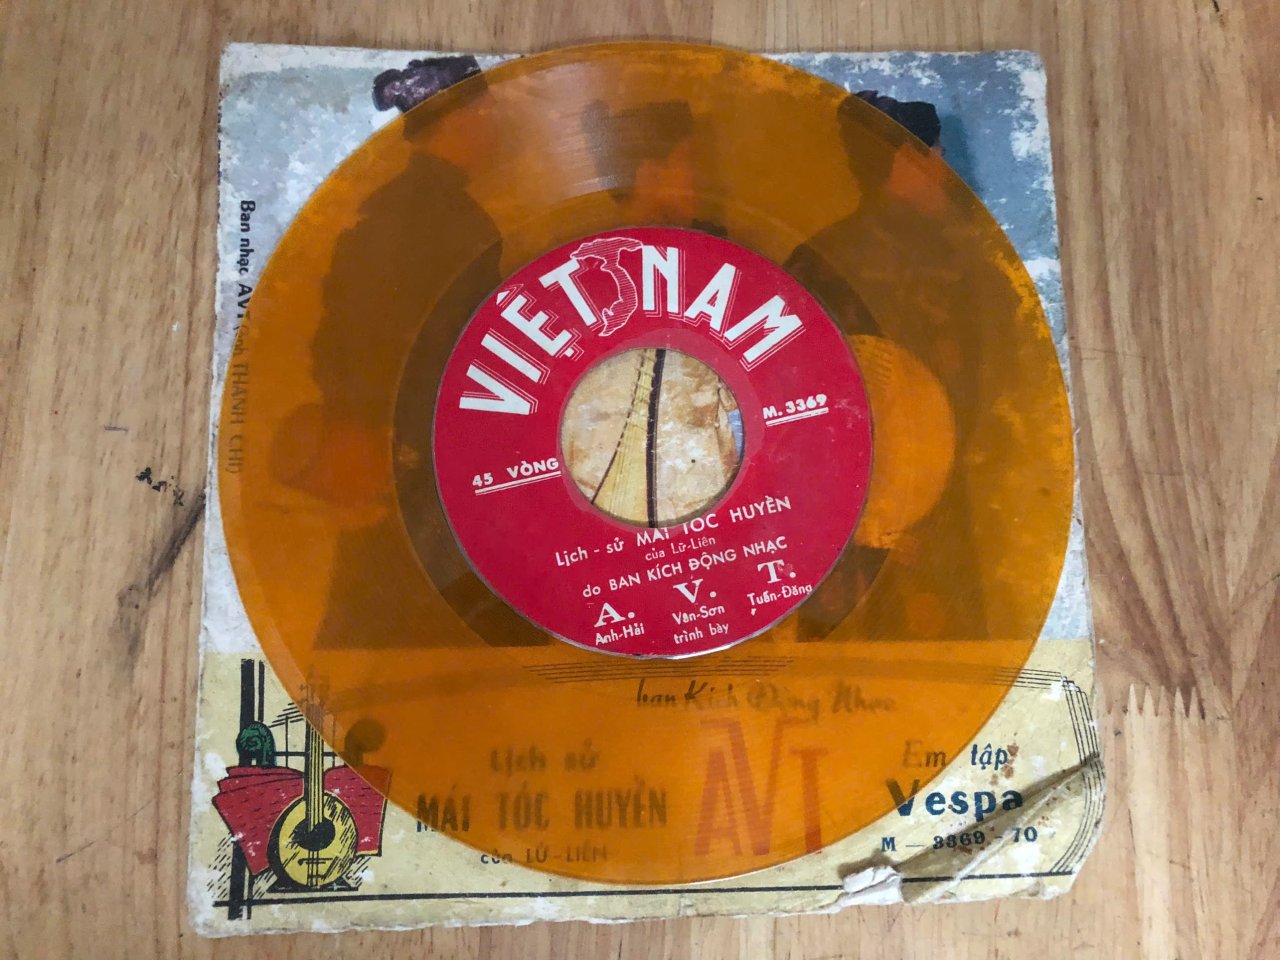 VIỆT NAM
45 VÒNG
M. 3369
Lịch - sử MÁI TÓC HUYỀN
của Lữ-Liên
do BAN KÍCH ĐỘNG NHẠC
A. V. T.
Anh-Hải Vân-Sơn Tuấn-Đăng
trình bày
Ban nhạc AVT (ảnh THANH CHI)
ban Kích Động Nhạc
AVT
Lịch sử
MÁI TÓC HUYỀN
của LỮ-LIÊN
Em tập
Vespa
M — 3369 - 70